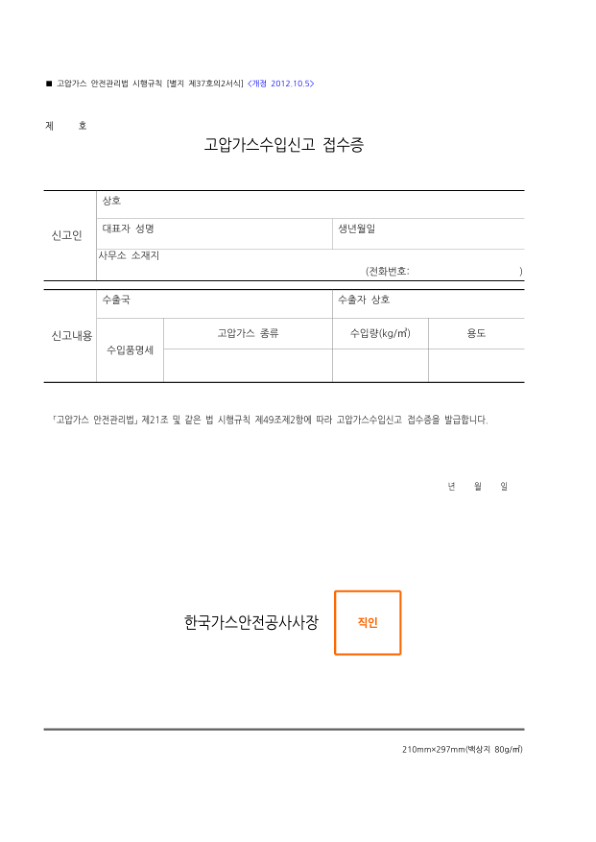 ■ 고압가스 안전관리법 시행규칙 [별지 제37호의2서식] <개정 2012.10.5>
제 호
고압가스수입신고 접수증
신고인
상호
대표자 성명
생년월일
사무소 소재지
(전화번호: )
신고내용
수출국
수출자 상호
수입품명세
고압가스 종류
수입량(kg/㎥)
용도
「고압가스 안전관리법」 제21조 및 같은 법 시행규칙 제49조제2항에 따라 고압가스수입신고 접수증을 발급합니다.
년 월 일
한국가스안전공사사장
직인
210mm×297mm(백상지 80g/㎡)